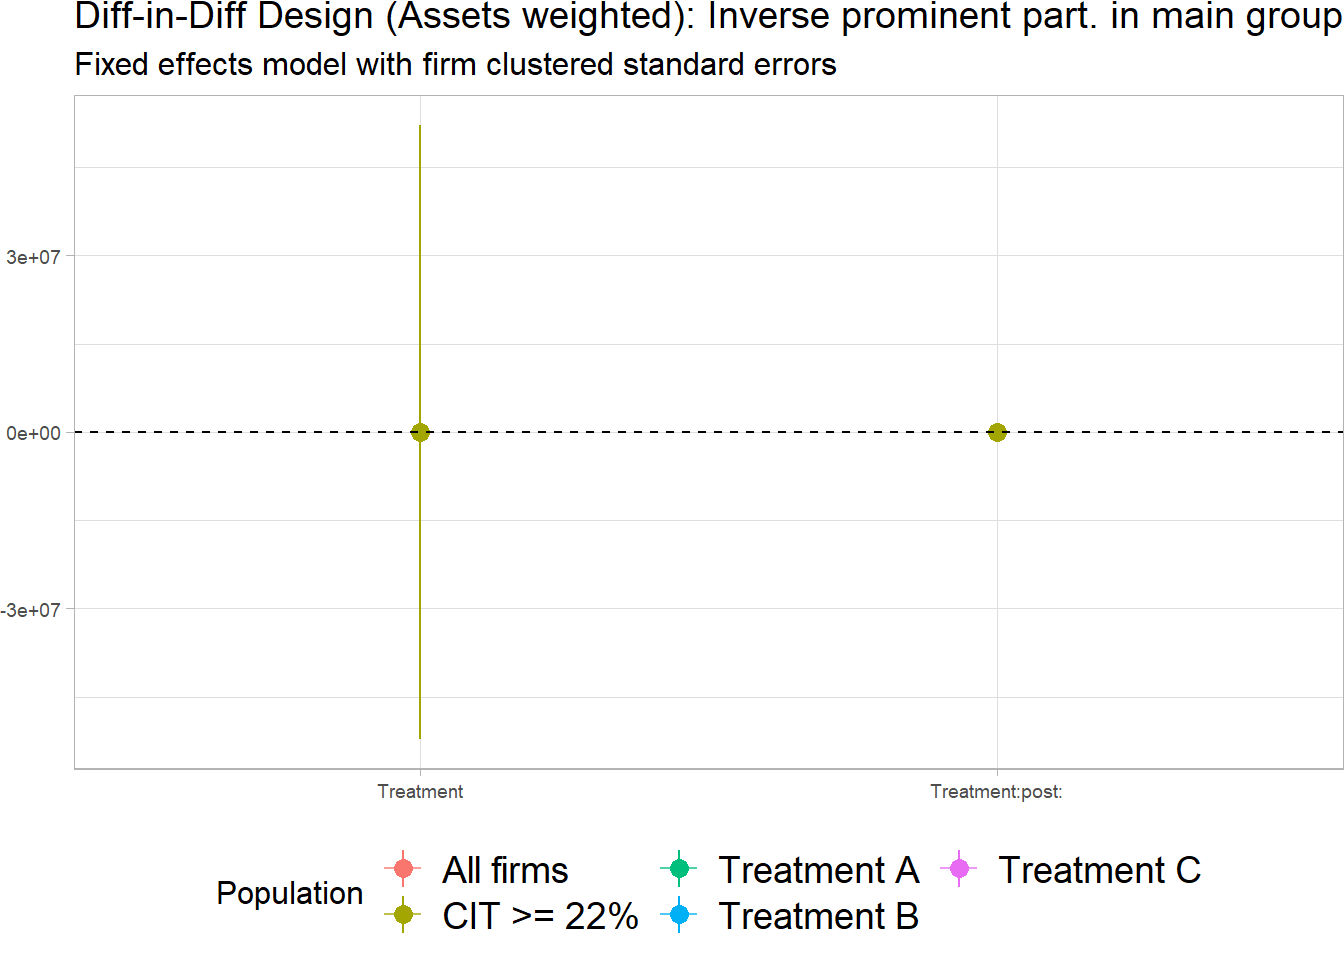 Diff-in-Diff Design (Assets weighted): Inverse prominent part. in main group
Fixed effects model with firm clustered standard errors
3e+07
0e+00
-3e+07
Treatment
Treatment:post:
Population
All firms
CIT >= 22%
Treatment A
Treatment B
Treatment C